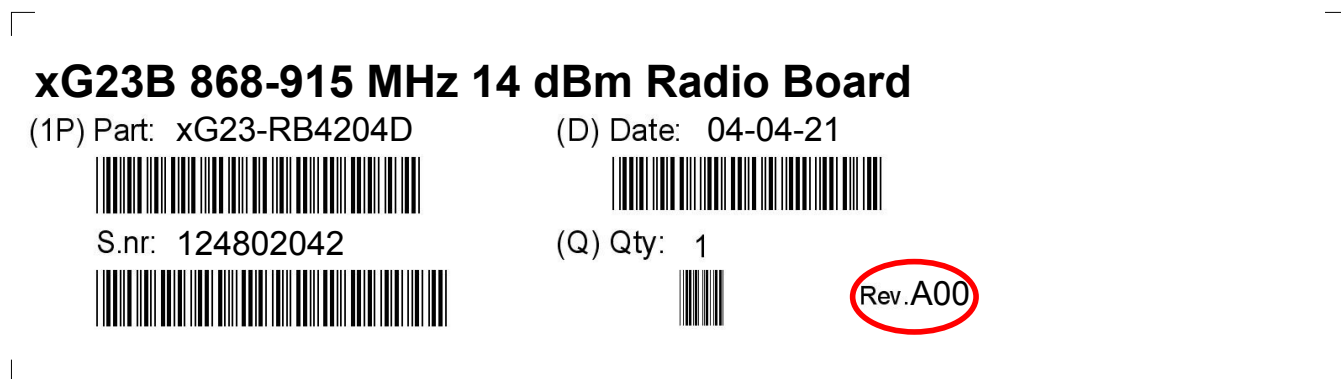 xG23B 868-915 MHz 14 dBm Radio Board
(1P) Part: xG23-RB4204D (D) Date: 04-04-21
S.nr: 124802042 (Q) Qty: 1
Rev.A00